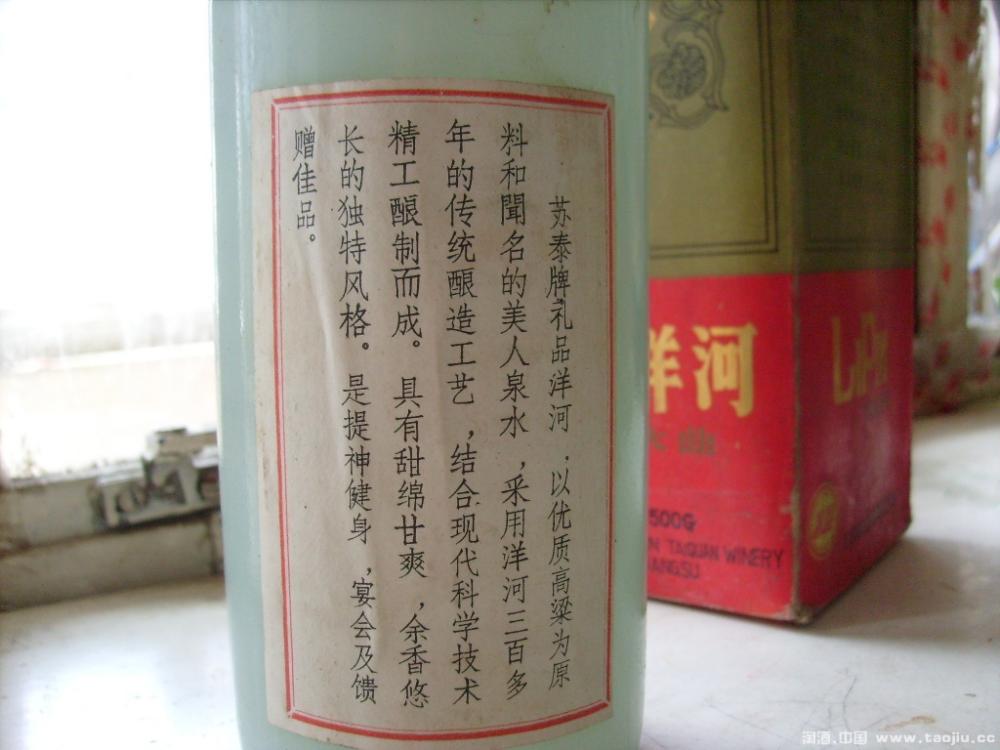 苏泰牌礼品洋河．以优质高粱为原
料和聞名的美人泉水，采用洋河三百多
年的传统酿造工艺，结合现代科学技术
精工酿制而成。具有甜绵甘爽，余香悠
长的独特风格。是提神健身，宴会及馈
赠佳品。
洋河
500G
TAIQUAN WINERY
ANGSU
LiPin
淘酒.中国 www.taojiu.cc